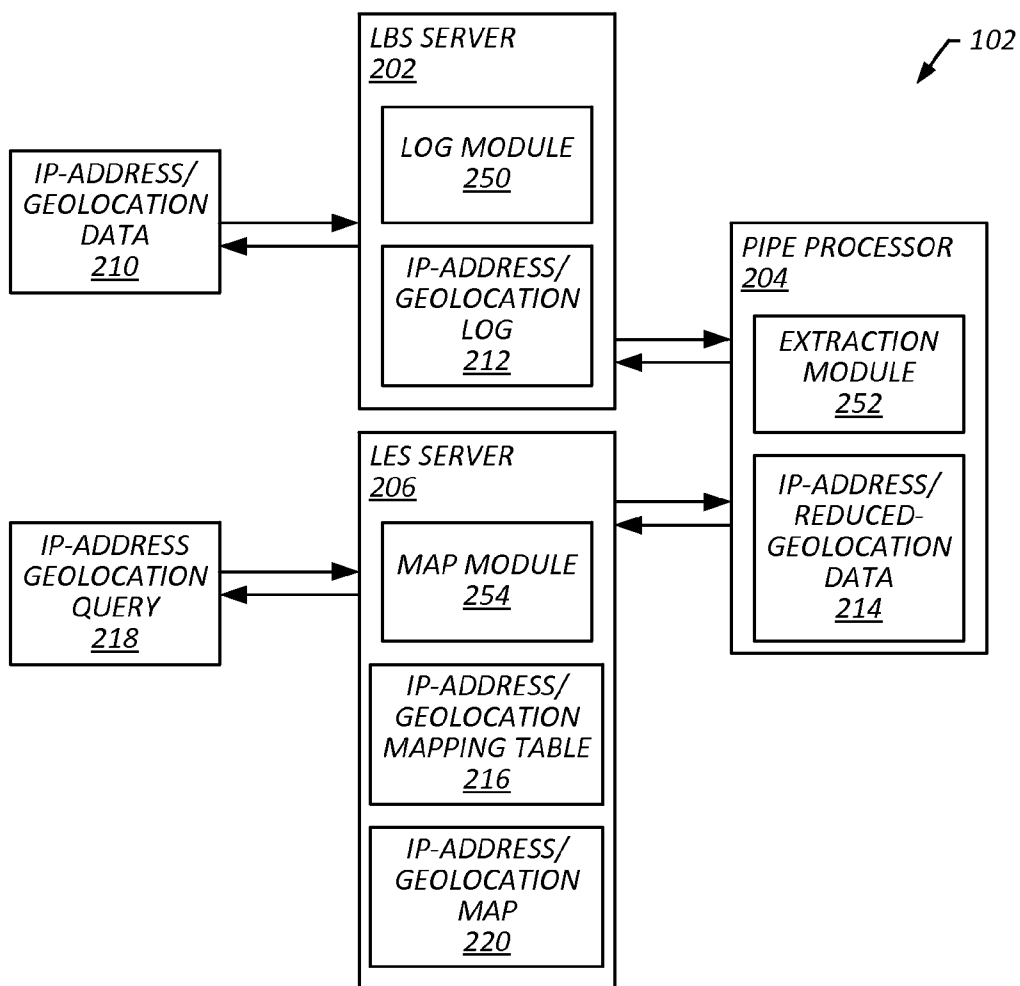 102
LBS SERVER
202
LOG MODULE
250
IP-ADDRESS/
GEOLOCATION
LOG
212
IP-ADDRESS/
GEOLOCATION
DATA
210
PIPE PROCESSOR
204
EXTRACTION
MODULE
252
IP-ADDRESS/
REDUCED-
GEOLOCATION
DATA
214
LES SERVER
206
MAP MODULE
254
IP-ADDRESS/
GEOLOCATION
MAPPING TABLE
216
IP-ADDRESS/
GEOLOCATION
MAP
220
IP-ADDRESS
GEOLOCATION
QUERY
218